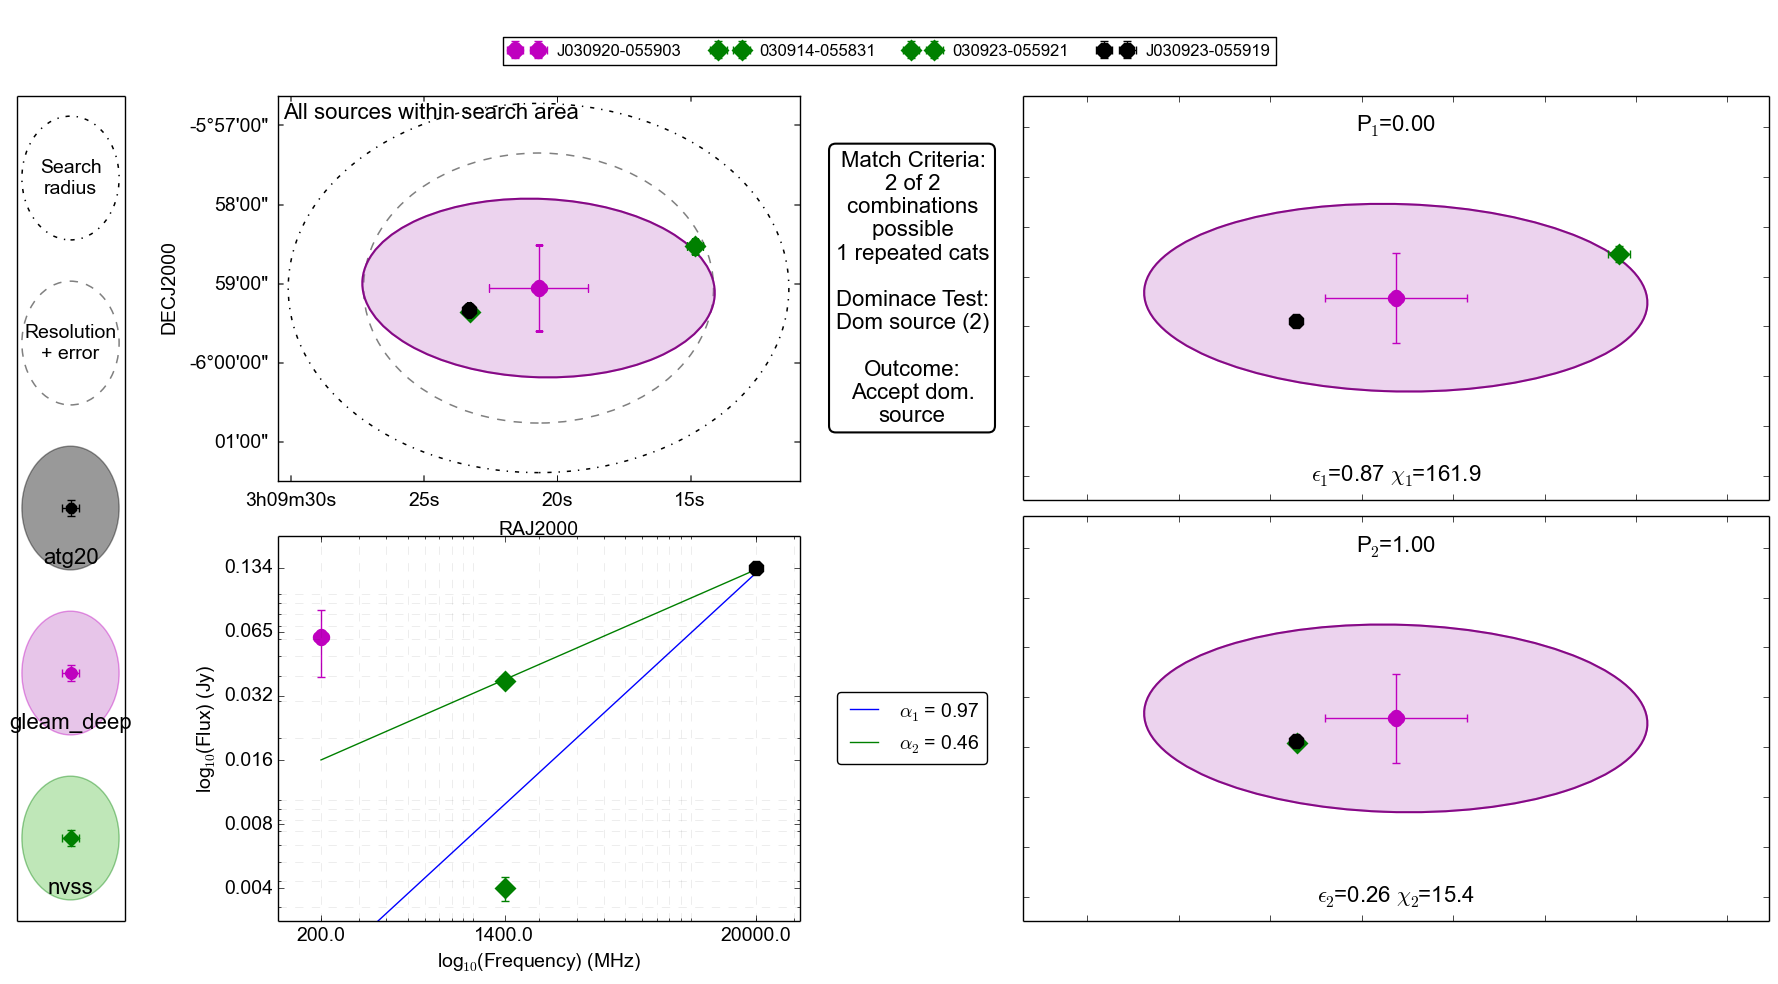 J030920-055903 030914-055831 030923-055921 J030923-055919
Search
radius
Resolution
+ error
atg20
gleam_deep
nvss
All sources within search area
DECJ2000
-5°57'00"
58'00"
59'00"
-6°00'00"
01'00"
3h09m30s 25s 20s 15s
RAJ2000
log10(Flux) (Jy)
0.134
0.065
0.032
0.016
0.008
0.004
200.0 1400.0 20000.0
log10(Frequency) (MHz)
Match Criteria:
2 of 2
combinations
possible
1 repeated cats
Dominace Test:
Dom source (2)
Outcome:
Accept dom.
source
α1 = 0.97
α2 = 0.46
P1=0.00
ϵ1=0.87 χ1=161.9
P2=1.00
ϵ2=0.26 χ2=15.4